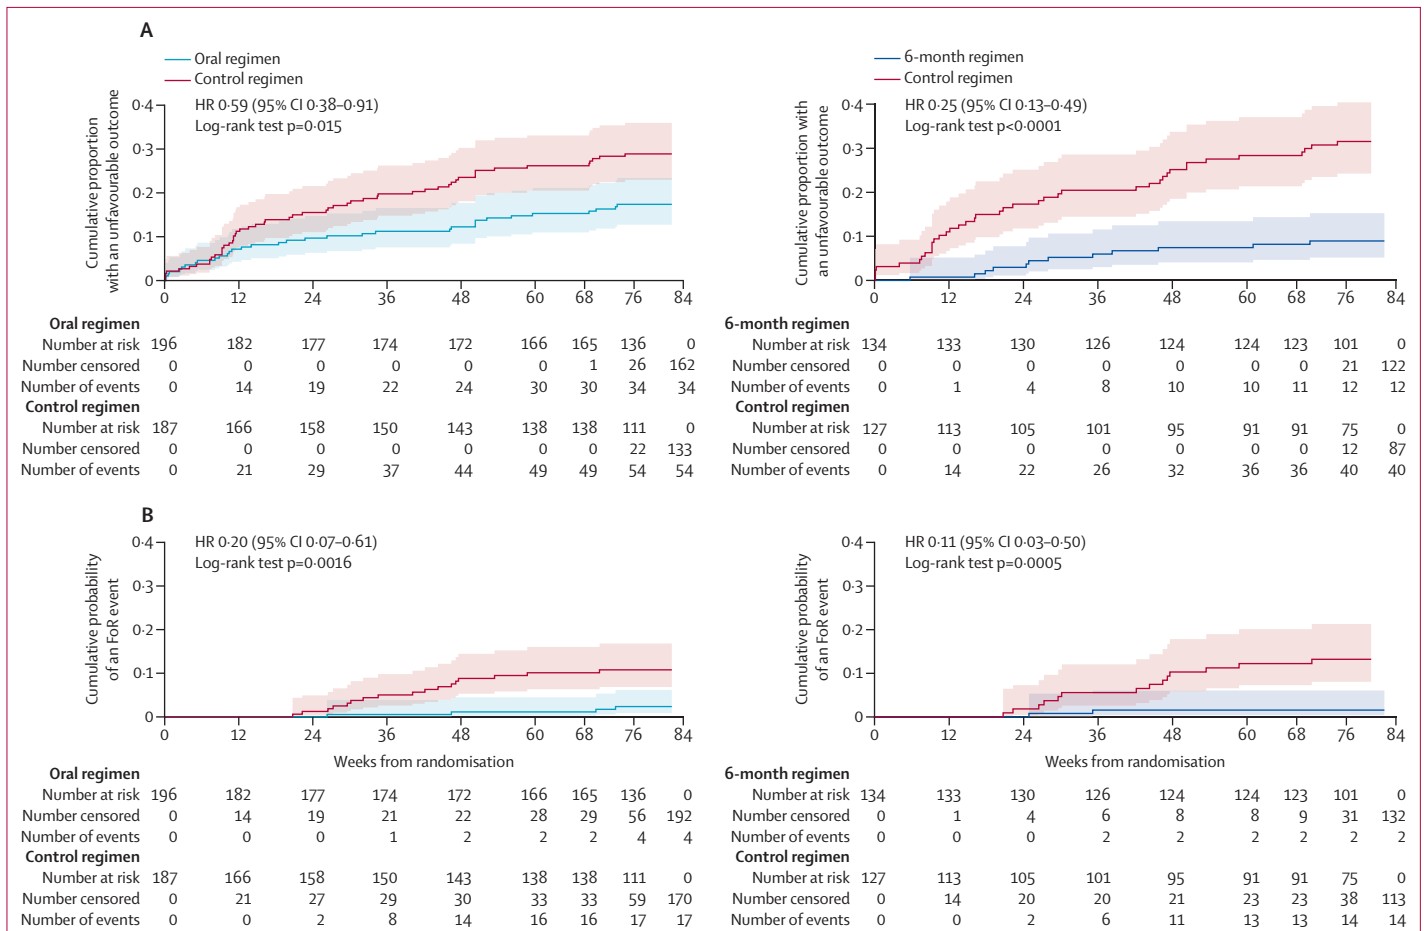 A
Oral regimen
Control regimen
HR 0·59 (95% CI 0·38–0·91)
Log-rank test p=0·015
Cumulative proportion
with an unfavourable outcome
0·4
0·3
0·2
0·1
0
0 12 24 36 48 60 68 76 84
Oral regimen
Number at risk 196 182 177 174 172 166 165 136 0
Number censored 0 0 0 0 0 0 1 26 162
Number of events 0 14 19 22 24 30 30 34 34
Control regimen
Number at risk 187 166 158 150 143 138 138 111 0
Number censored 0 0 0 0 0 0 0 22 133
Number of events 0 21 29 37 44 49 49 54 54
6-month regimen
Control regimen
HR 0·25 (95% CI 0·13–0·49)
Log-rank test p<0·0001
Cumulative proportion with
an unfavourable outcome
0·4
0·3
0·2
0·1
0
0 12 24 36 48 60 68 76 84
6-month regimen
Number at risk 134 133 130 126 124 124 123 101 0
Number censored 0 0 0 0 0 0 0 21 122
Number of events 0 1 4 8 10 10 11 12 12
Control regimen
Number at risk 127 113 105 101 95 91 91 75 0
Number censored 0 0 0 0 0 0 0 12 87
Number of events 0 14 22 26 32 36 36 40 40
B
HR 0·20 (95% CI 0·07–0·61)
Log-rank test p=0·0016
Cumulative probability
of an FoR event
0·4
0·3
0·2
0·1
0
0 12 24 36 48 60 68 76 84
Weeks from randomisation
Oral regimen
Number at risk 196 182 177 174 172 166 165 136 0
Number censored 0 14 19 21 22 28 29 56 192
Number of events 0 0 0 1 2 2 2 4 4
Control regimen
Number at risk 187 166 158 150 143 138 138 111 0
Number censored 0 21 27 29 30 33 33 59 170
Number of events 0 0 2 8 14 16 16 17 17
HR 0·11 (95% CI 0·03–0·50)
Log-rank test p=0·0005
Cumulative probability
of an FoR event
0·4
0·3
0·2
0·1
0
0 12 24 36 48 60 68 76 84
Weeks from randomisation
6-month regimen
Number at risk 134 133 130 126 124 124 123 101 0
Number censored 0 1 4 6 8 8 9 31 132
Number of events 0 0 0 2 2 2 2 2 2
Control regimen
Number at risk 127 113 105 101 95 91 91 75 0
Number censored 0 14 20 20 21 23 23 38 113
Number of events 0 0 2 6 11 13 13 14 14